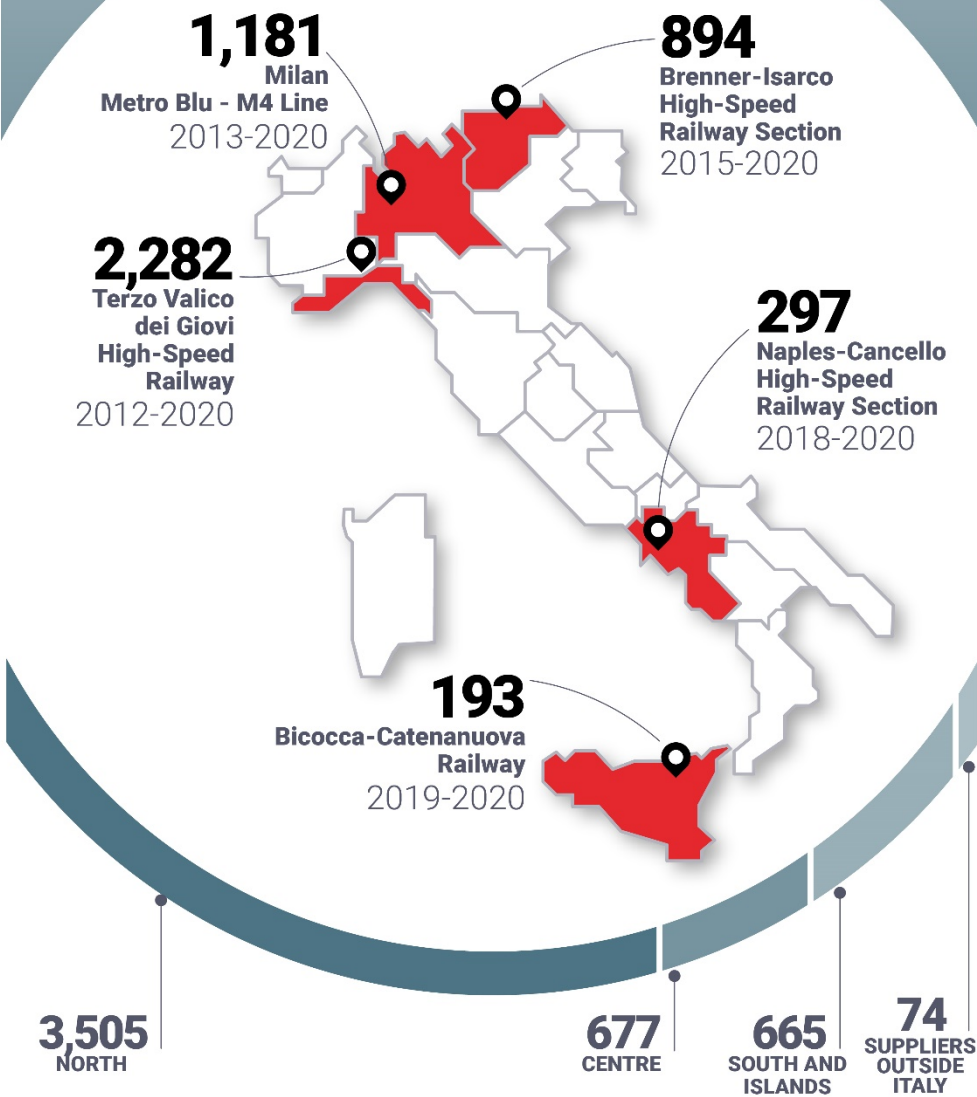 1,181
Milan
Metro Blu - M4 Line
2013-2020
894
Brenner-Isarco
High-Speed
Railway Section
2015-2020
2,282
Terzo Valico
dei Giovi
High-Speed
Railway
2012-2020
297
Naples-Cancello
High-Speed
Railway Section
2018-2020
193
Bicocca-Catenanuova
Railway
2019-2020
3,505
NORTH
677
CENTRE
665
SOUTH AND
ISLANDS
74
SUPPLIERS
OUTSIDE
ITALY